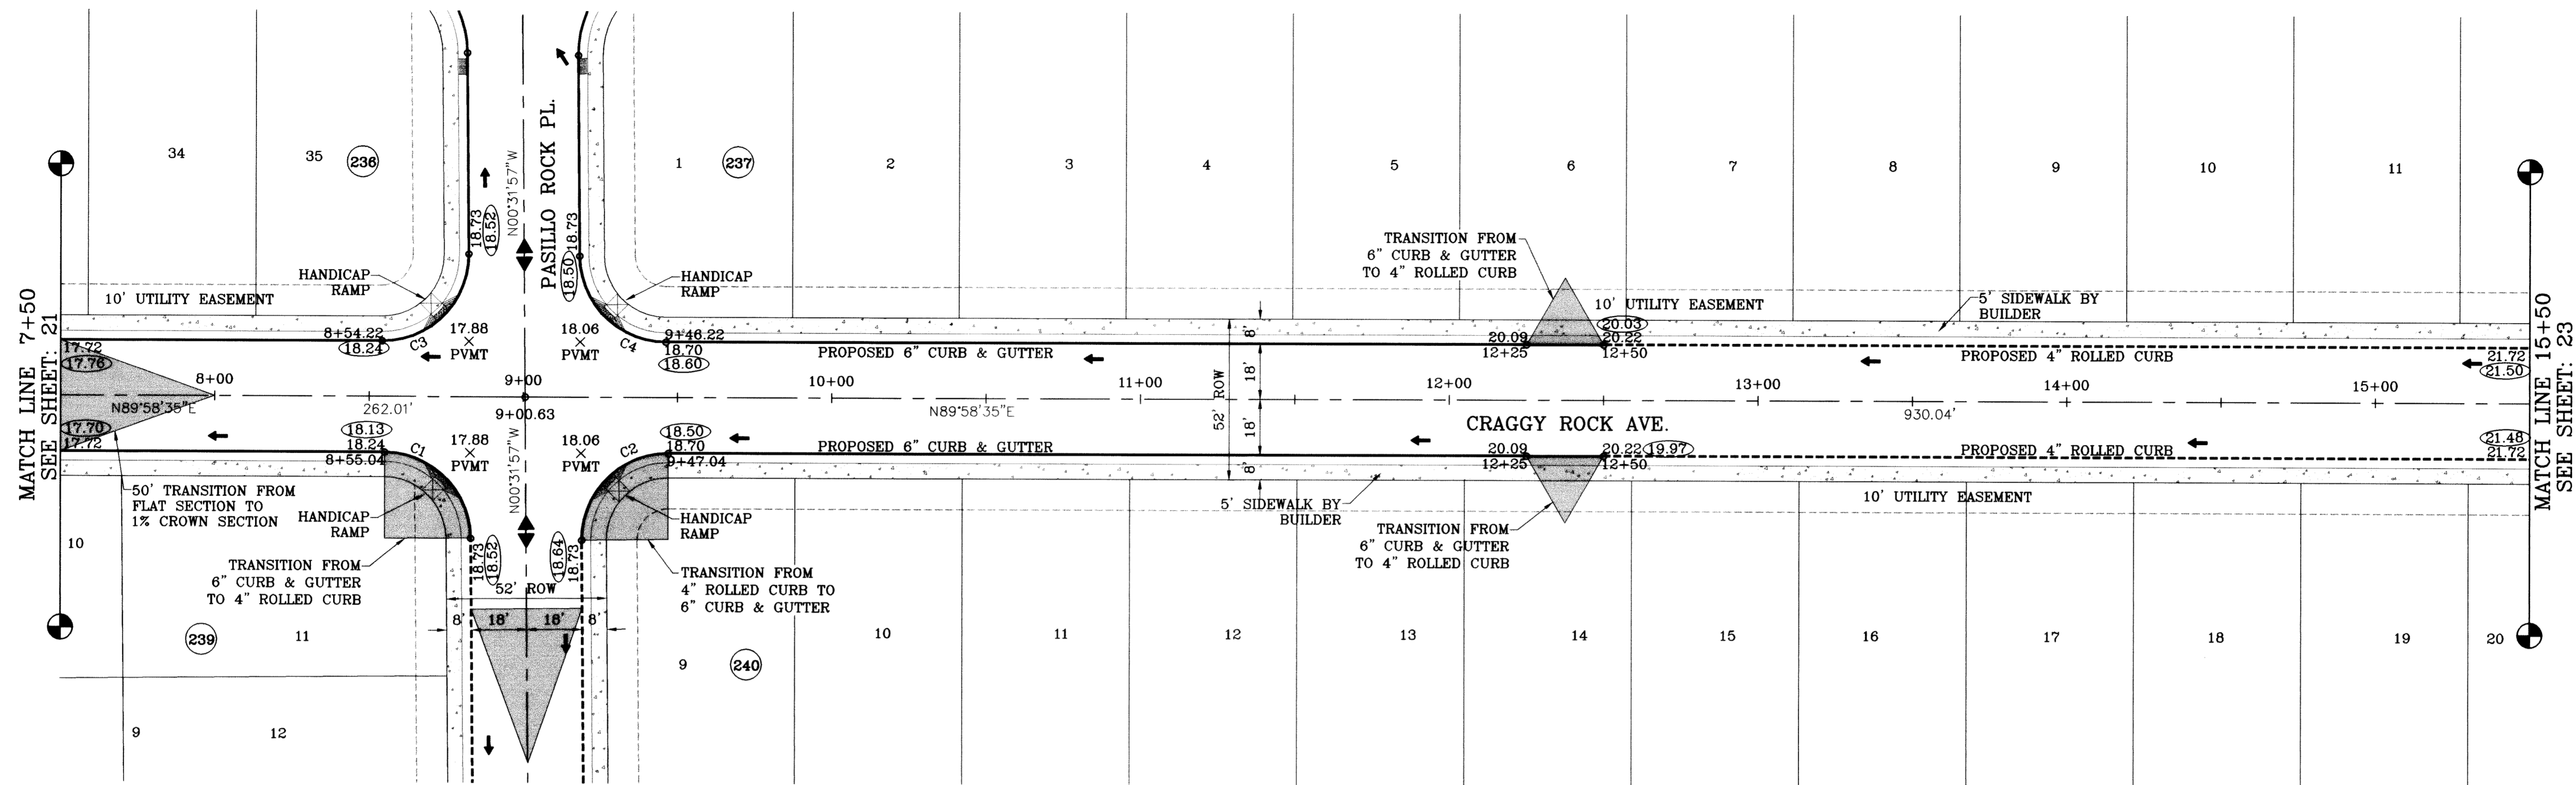 MATCH LINE 7+50
SEE SHEET: 21
34
35
236
PASILLO ROCK PL.
N00°31'57"W
18.73
18.52
18.73
18.50
1
237
2
3
4
5
6
7
8
9
10
11
HANDICAP
RAMP
HANDICAP
RAMP
TRANSITION FROM
6" CURB & GUTTER
TO 4" ROLLED CURB
10' UTILITY EASEMENT
10' UTILITY EASEMENT
5' SIDEWALK BY
BUILDER
8+54.22
18.24
C3
17.88
PVMT
18.06
PVMT
C4
9+46.22
18.70
18.60
PROPOSED 6" CURB & GUTTER
8'
20.09
12+25
20.03
20.22
12+50
PROPOSED 4" ROLLED CURB
21.72
21.50
17.72
17.76
8+00
9+00
10+00
11+00
12+00
13+00
14+00
15+00
52' ROW
18'
18'
8'
N89°58'35"E
262.01'
9+00.63
N89°58'35"E
CRAGGY ROCK AVE.
930.04'
17.70
17.72
18.13
18.24
8+55.04
C1
17.88
PVMT
N00°31'57"W
18.06
PVMT
C2
18.50
18.70
9+47.04
PROPOSED 6" CURB & GUTTER
20.09
12+25
20.22
19.97
12+50
PROPOSED 4" ROLLED CURB
21.48
21.72
50' TRANSITION FROM
FLAT SECTION TO
1% CROWN SECTION
HANDICAP
RAMP
HANDICAP
RAMP
5' SIDEWALK BY
BUILDER
10' UTILITY EASEMENT
TRANSITION FROM
6" CURB & GUTTER
TO 4" ROLLED CURB
10
TRANSITION FROM
6" CURB & GUTTER
TO 4" ROLLED CURB
18.73
18.52
18.64
18.73
TRANSITION FROM
4" ROLLED CURB TO
6" CURB & GUTTER
52' ROW
8'
18'
18'
8'
239
11
9
240
10
11
12
13
14
15
16
17
18
19
20
9
12
MATCH LINE 15+50
SEE SHEET: 23